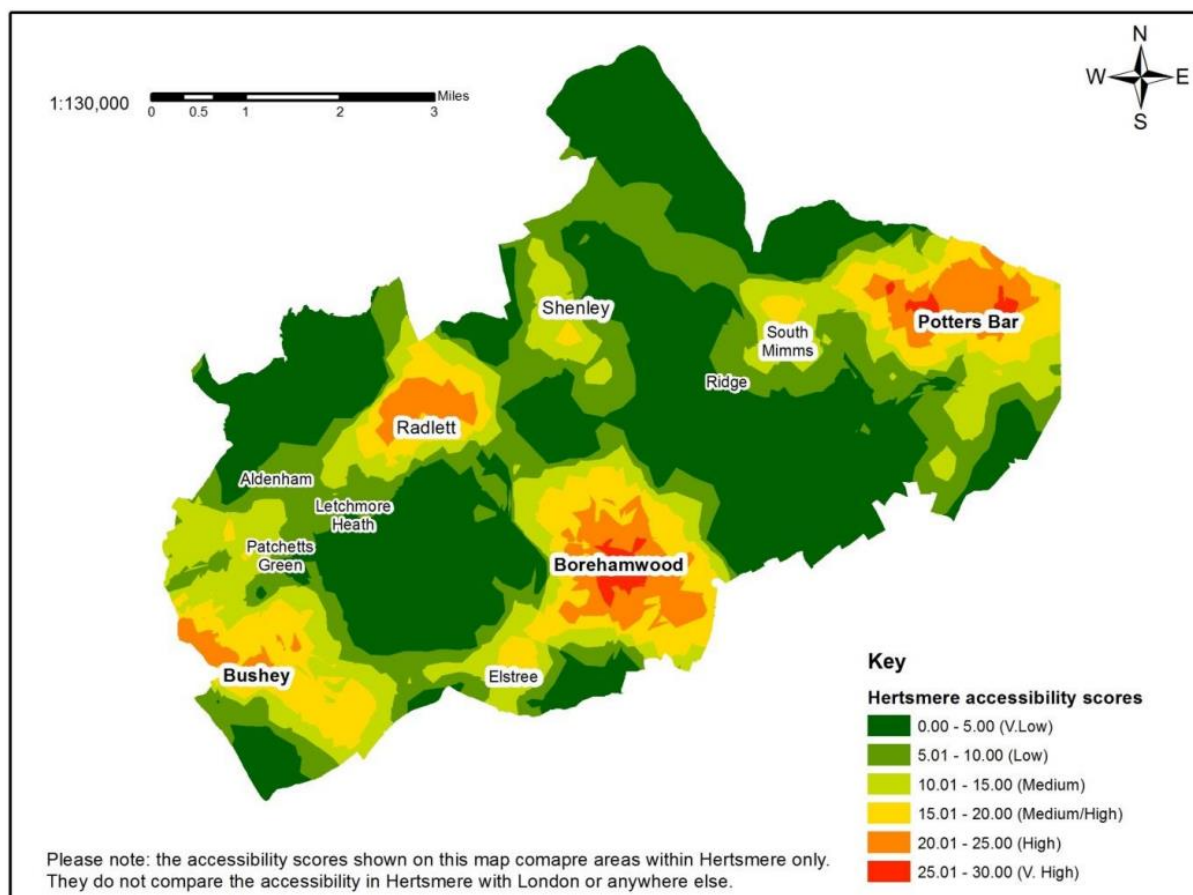 N
W E
S
1:130,000
Miles
0 0.5 1 2 3
Shenley
Potters Bar
South
Mimms
Ridge
Radlett
Aldenham
Letchmore
Heath
Patchetts
Green
Borehamwood
Bushey
Elstree
Key
Hertsmere accessibility scores
0.00 - 5.00 (V.Low)
5.01 - 10.00 (Low)
10.01 - 15.00 (Medium)
15.01 - 20.00 (Medium/High)
20.01 - 25.00 (High)
25.01 - 30.00 (V. High)
Please note: the accessibility scores shown on this map comapre areas within Hertsmere only.
They do not compare the accessibility in Hertsmere with London or anywhere else.